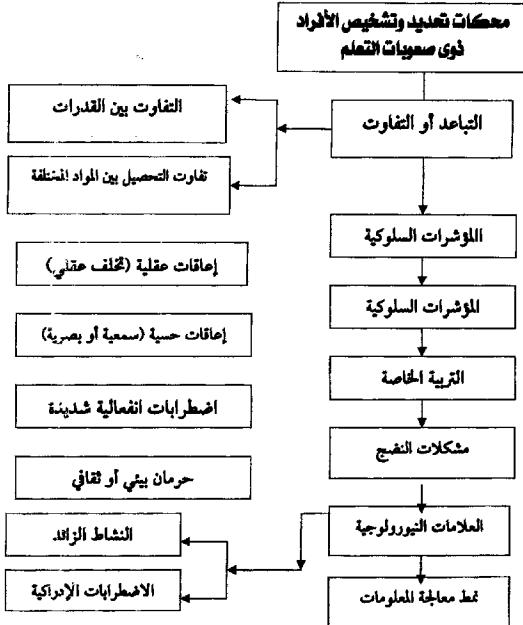 محكات تحديد وتشخيص الأفراد
ذوى صعوبات التعلم
التباعد أو التفاوت
التفاوت بين القدرات
تفاوت التحصيل بين المواد المختلفة
المؤشرات السلوكية
إعاقات عقلية (تخلف عقلي)
المؤشرات السلوكية
إعاقات حسية (سمعية أو بصرية)
التربية الخاصة
اضطرابات انفعالية شديدة
مشكلات النضج
حرمان بيئي أو ثقافي
العلامات النيورولوجية
النشاط الزائد
الاضطرابات الإدراكية
نمط معالجة المعلومات